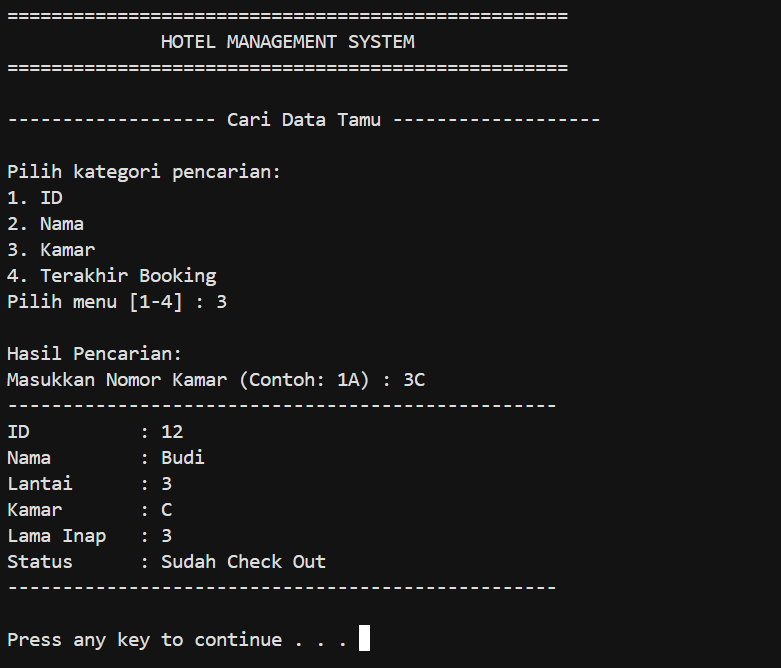 ===================================================
HOTEL MANAGEMENT SYSTEM
===================================================
------------------- Cari Data Tamu -------------------
Pilih kategori pencarian:
1. ID
2. Nama
3. Kamar
4. Terakhir Booking
Pilih menu [1-4] : 3
Hasil Pencarian:
Masukkan Nomor Kamar (Contoh: 1A) : 3C
--------------------------------------------------
ID : 12
Nama : Budi
Lantai : 3
Kamar : C
Lama Inap : 3
Status : Sudah Check Out
--------------------------------------------------
Press any key to continue . . .